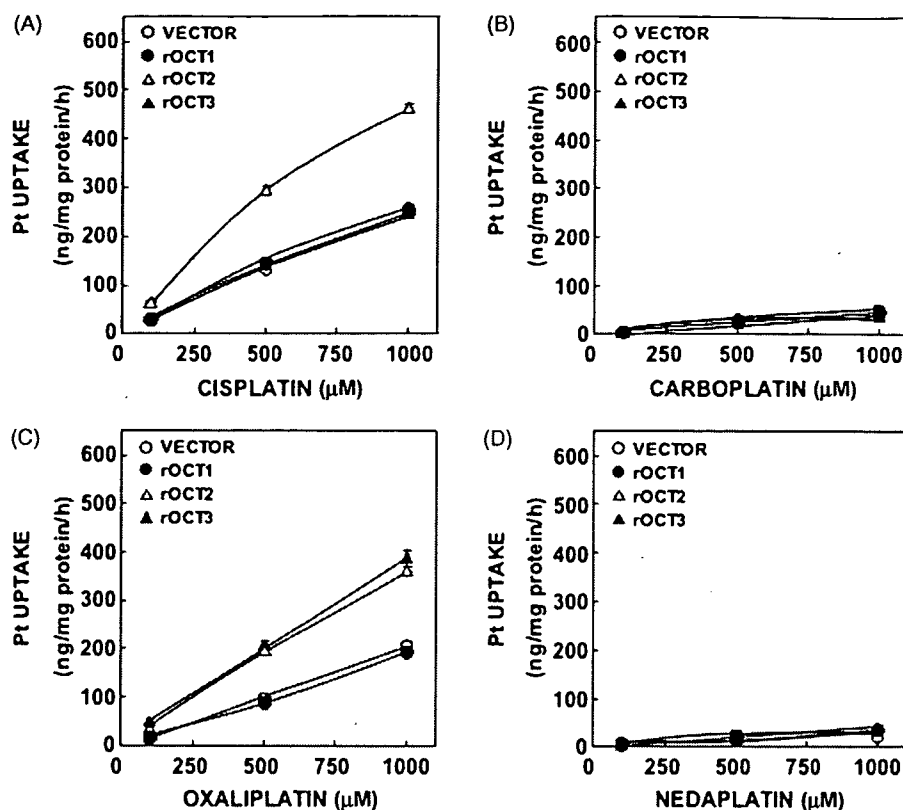 (A)
VECTOR
rOCT1
rOCT2
rOCT3
600
500
400
300
200
100
0
Pt UPTAKE
(ng/mg protein/h)
0 250 500 750 1000
CISPLATIN (μM)
(B)
VECTOR
rOCT1
rOCT2
rOCT3
600
500
400
300
200
100
0
Pt UPTAKE
(ng/mg protein/h)
0 250 500 750 1000
CARBOPLATIN (μM)
(C)
VECTOR
rOCT1
rOCT2
rOCT3
600
500
400
300
200
100
0
Pt UPTAKE
(ng/mg protein/h)
0 250 500 750 1000
OXALIPLATIN (μM)
(D)
VECTOR
rOCT1
rOCT2
rOCT3
600
500
400
300
200
100
0
Pt UPTAKE
(ng/mg protein/h)
0 250 500 750 1000
NEDAPLATIN (μM)